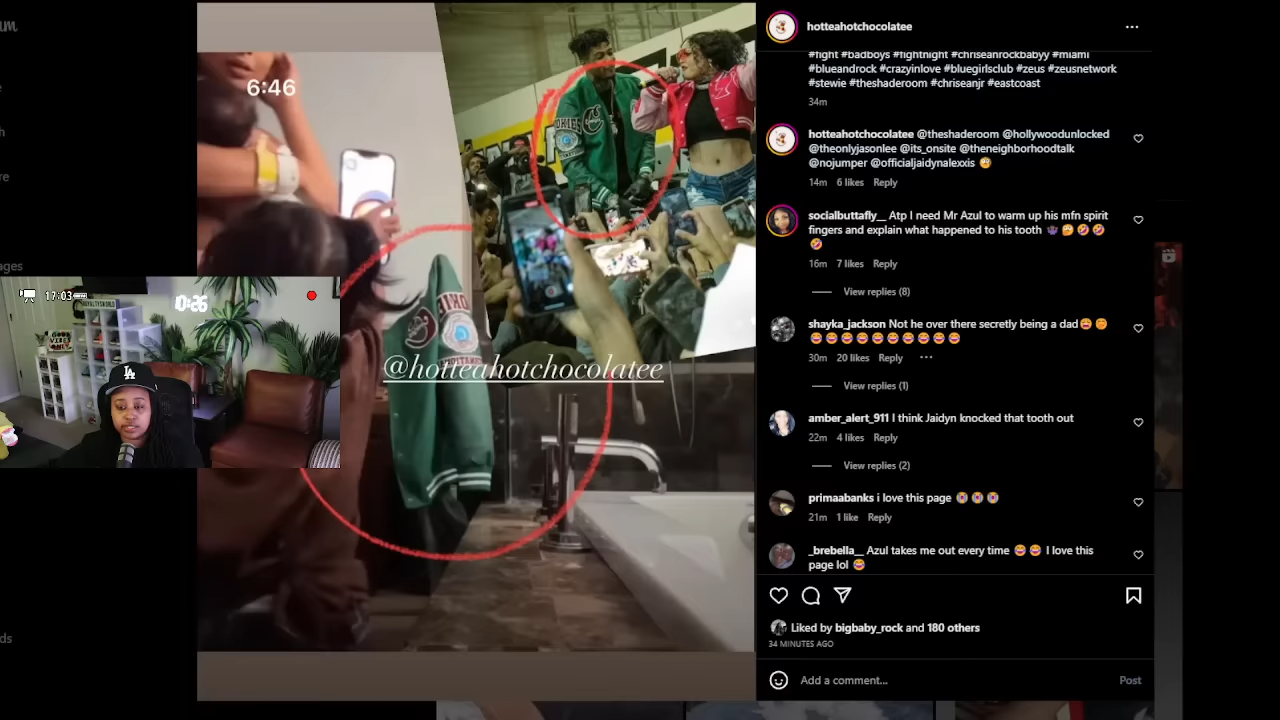 hotteahotchocolatee
#fight #badboys #fightnight #chriseanrockbabyy #miami
#blueandrock #crazyinlove #bluegirlsclub #zeus #zeusnetwork
#stewie #theshaderoom #chriseanjr #eastcoast
34m
hotteahotchocolatee @theshaderoom @hollywoodunlocked
@theonlyjasonlee @its_onsite @theneighborhoodtalk
@nojumper @officialjaidynalexxis 🥴
14m 6 likes Reply
socialbuttafly__ Atp I need Mr Azul to warm up his mfn spirit
fingers and explain what happened to his tooth
16m 7 likes Reply
View replies (8)
shayka_jackson Not he over there secretly being a dad
30m 20 likes Reply
View replies (1)
amber_alert_911 I think Jaidyn knocked that tooth out
22m 4 likes Reply
View replies (2)
primaabanks i love this page 😭😭😭
21m 1 like Reply
_brebella__ Azul takes me out every time 😂😂 I love this
page lol 😂
Liked by bigbaby_rock and 180 others
34 MINUTES AGO
Add a comment...
Post
6:46
@hotteahotchocolatee
17:03
0:26
LA